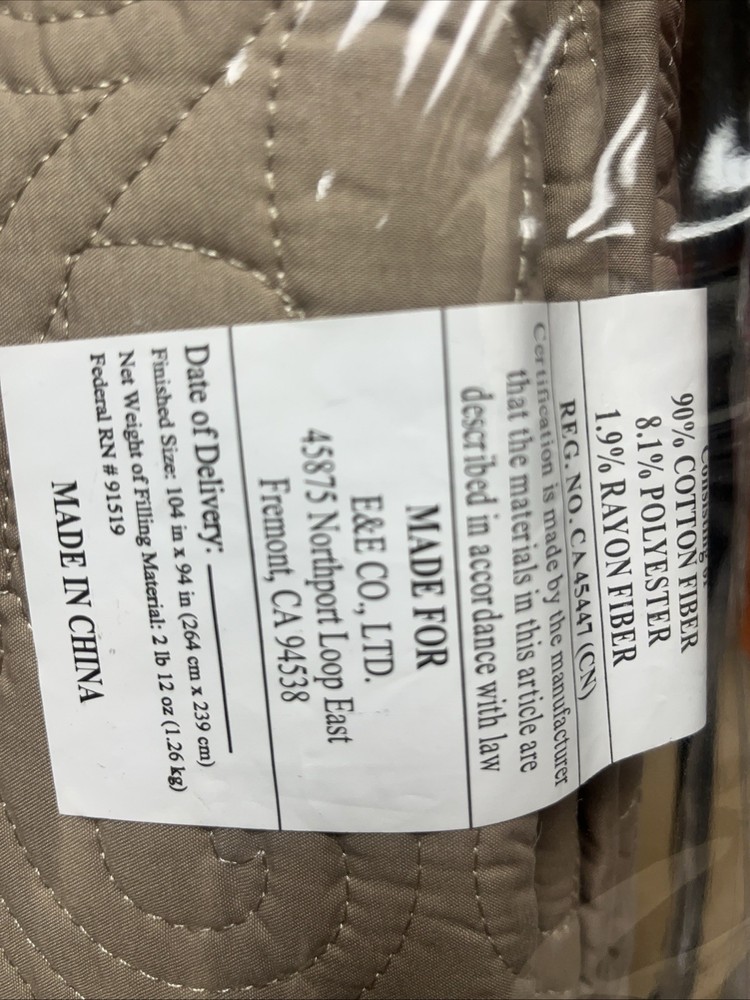 Consisting of
90% COTTON FIBER
8.1% POLYESTER
1.9% RAYON FIBER
REG. NO. CA 45447 (CN)
Certification is made by the manufacturer
that the materials in this article are
described in accordance with law
MADE FOR
E&E CO., LTD.
45875 Northport Loop East
Fremont, CA 94538
Date of Delivery:
Finished Size: 104 in x 94 in (264 cm x 239 cm)
Net Weight of Filling Material: 2 lb 12 oz (1.26 kg)
Federal RN # 91519
MADE IN CHINA